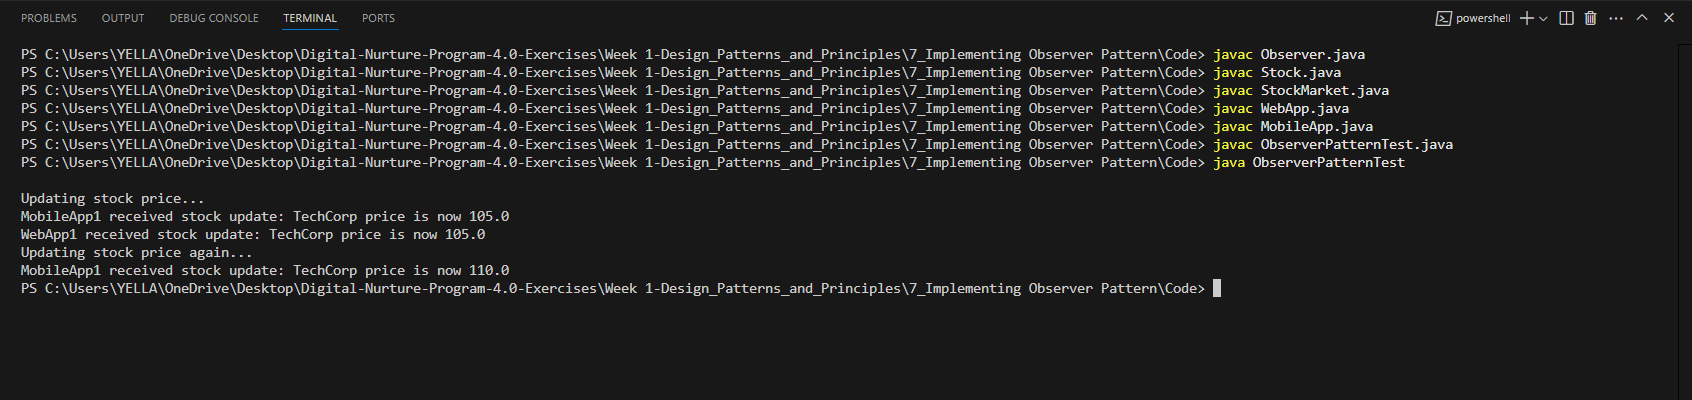 PROBLEMS OUTPUT DEBUG CONSOLE TERMINAL PORTS powershell
PS C:\Users\YELLA\OneDrive\Desktop\Digital-Nurture-Program-4.0-Exercises\Week 1-Design_Patterns_and_Principles\7_Implementing Observer Pattern\Code> javac Observer.java
PS C:\Users\YELLA\OneDrive\Desktop\Digital-Nurture-Program-4.0-Exercises\Week 1-Design_Patterns_and_Principles\7_Implementing Observer Pattern\Code> javac Stock.java
PS C:\Users\YELLA\OneDrive\Desktop\Digital-Nurture-Program-4.0-Exercises\Week 1-Design_Patterns_and_Principles\7_Implementing Observer Pattern\Code> javac StockMarket.java
PS C:\Users\YELLA\OneDrive\Desktop\Digital-Nurture-Program-4.0-Exercises\Week 1-Design_Patterns_and_Principles\7_Implementing Observer Pattern\Code> javac WebApp.java
PS C:\Users\YELLA\OneDrive\Desktop\Digital-Nurture-Program-4.0-Exercises\Week 1-Design_Patterns_and_Principles\7_Implementing Observer Pattern\Code> javac MobileApp.java
PS C:\Users\YELLA\OneDrive\Desktop\Digital-Nurture-Program-4.0-Exercises\Week 1-Design_Patterns_and_Principles\7_Implementing Observer Pattern\Code> javac ObserverPatternTest.java
PS C:\Users\YELLA\OneDrive\Desktop\Digital-Nurture-Program-4.0-Exercises\Week 1-Design_Patterns_and_Principles\7_Implementing Observer Pattern\Code> java ObserverPatternTest
Updating stock price...
MobileApp1 received stock update: TechCorp price is now 105.0
WebApp1 received stock update: TechCorp price is now 105.0
Updating stock price again...
MobileApp1 received stock update: TechCorp price is now 110.0
PS C:\Users\YELLA\OneDrive\Desktop\Digital-Nurture-Program-4.0-Exercises\Week 1-Design_Patterns_and_Principles\7_Implementing Observer Pattern\Code>